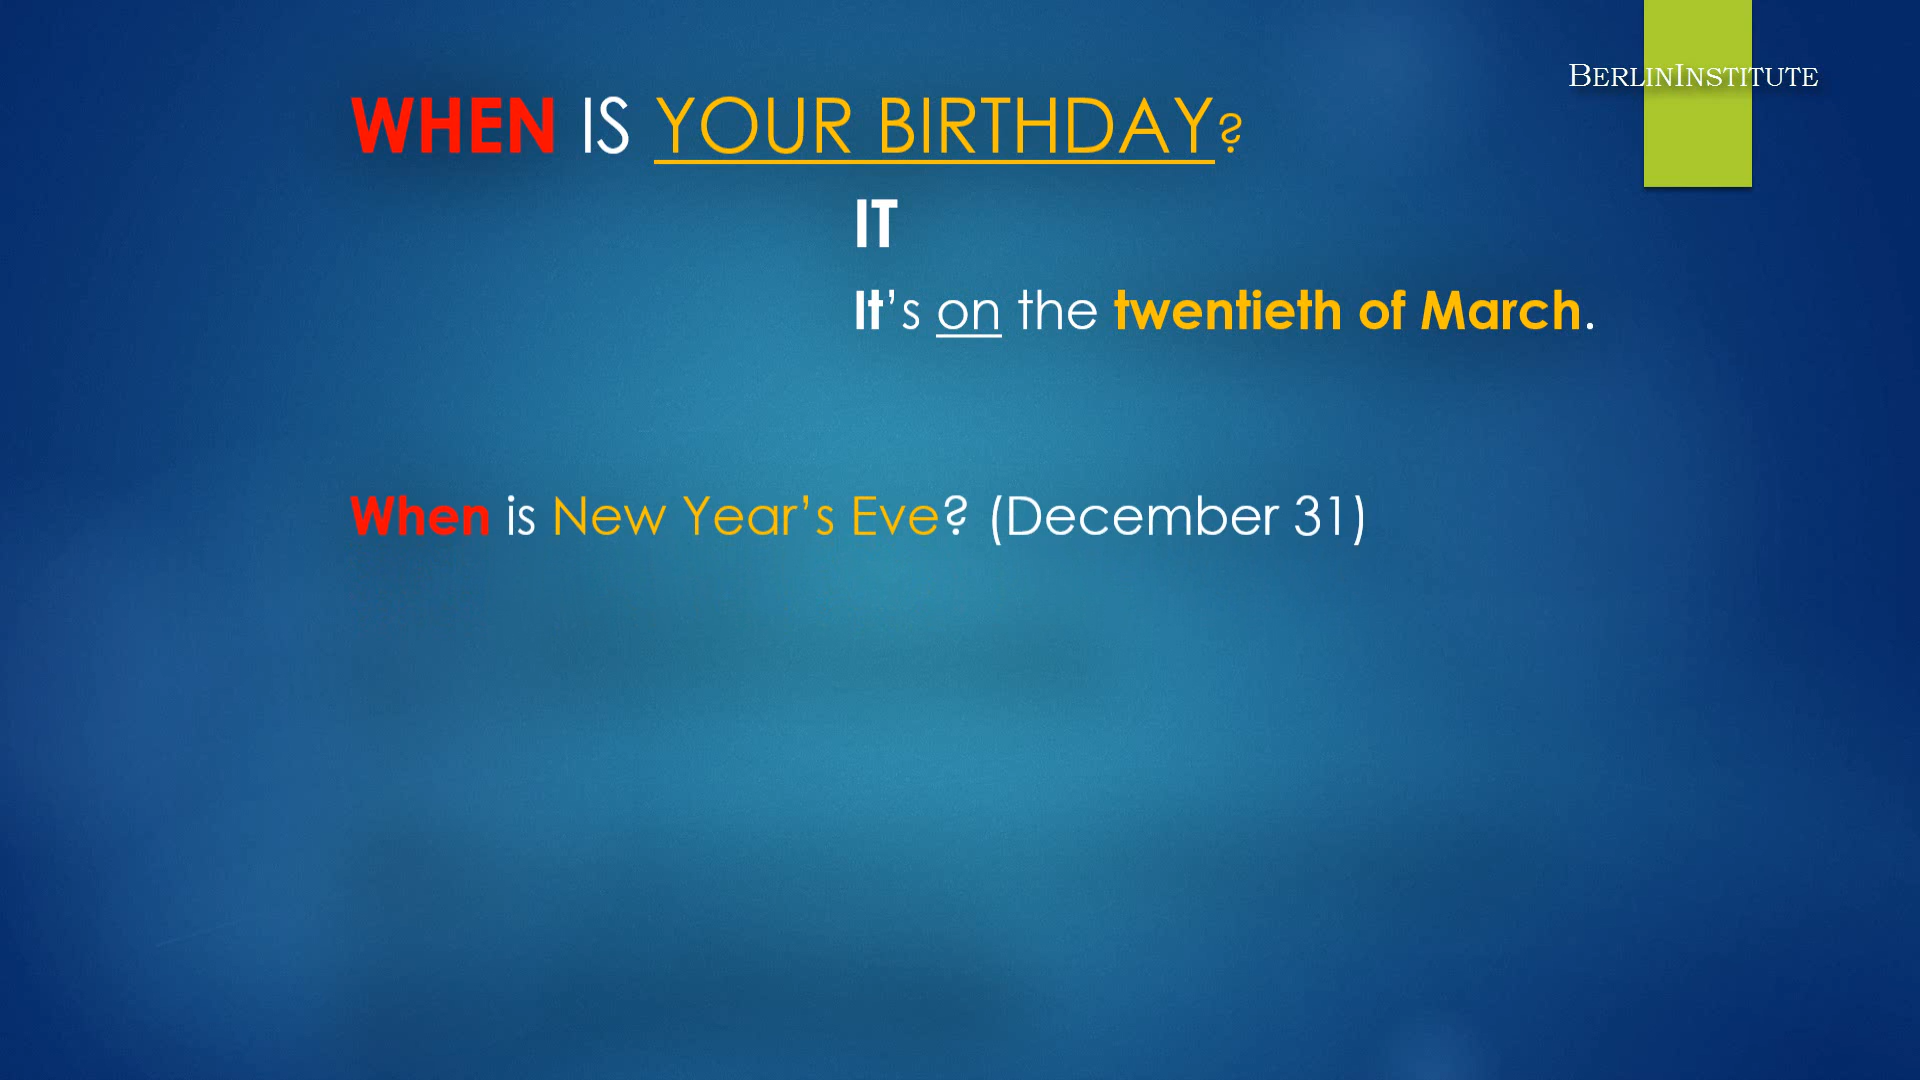 BERLININSTITUTE
WHEN IS YOUR BIRTHDAY?
IT
It’s on the twentieth of March.
When is New Year’s Eve? (December 31)